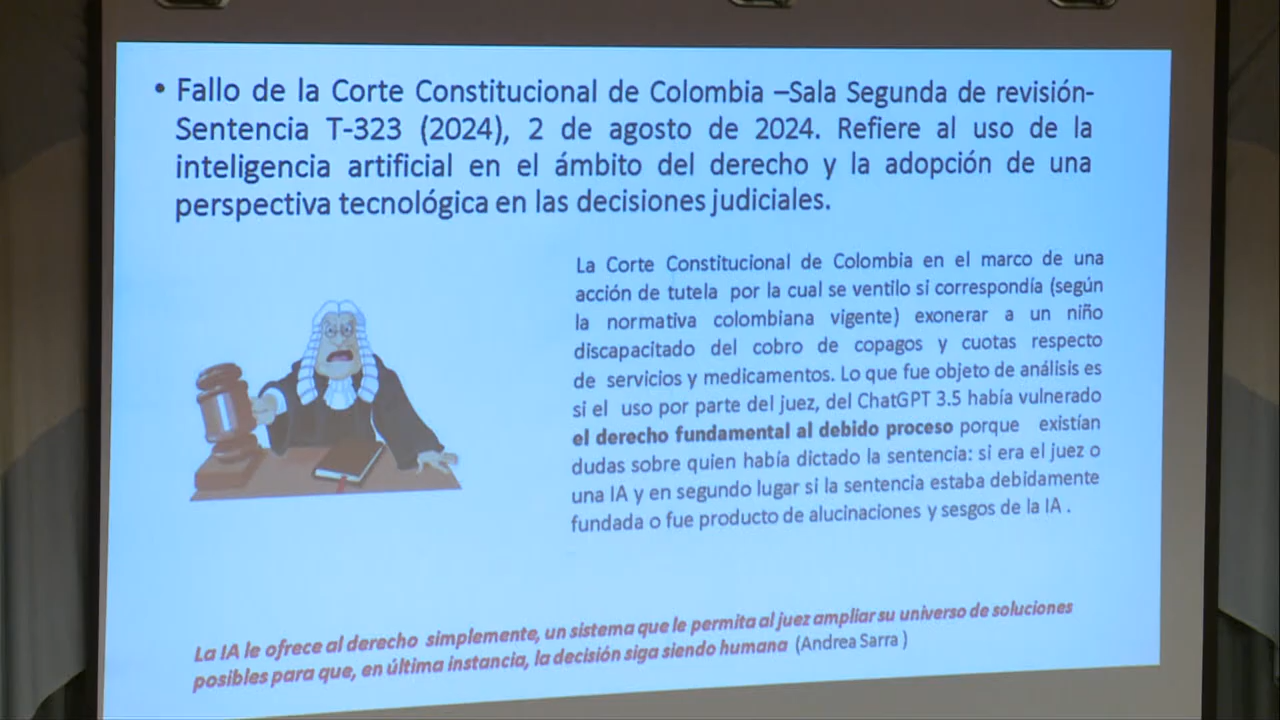 • Fallo de la Corte Constitucional de Colombia –Sala Segunda de revisión-
Sentencia T-323 (2024), 2 de agosto de 2024. Refiere al uso de la
inteligencia artificial en el ámbito del derecho y la adopción de una
perspectiva tecnológica en las decisiones judiciales.
La Corte Constitucional de Colombia en el marco de una
acción de tutela por la cual se ventilo si correspondía (según
la normativa colombiana vigente) exonerar a un niño
discapacitado del cobro de copagos y cuotas respecto
de servicios y medicamentos. Lo que fue objeto de análisis es
si el uso por parte del juez, del ChatGPT 3.5 había vulnerado
el derecho fundamental al debido proceso porque existían
dudas sobre quien había dictado la sentencia: si era el juez o
una IA y en segundo lugar si la sentencia estaba debidamente
fundada o fue producto de alucinaciones y sesgos de la IA .
La IA le ofrece al derecho simplemente, un sistema que le permita al juez ampliar su universo de soluciones
posibles para que, en última instancia, la decisión siga siendo humana (Andrea Sarra )